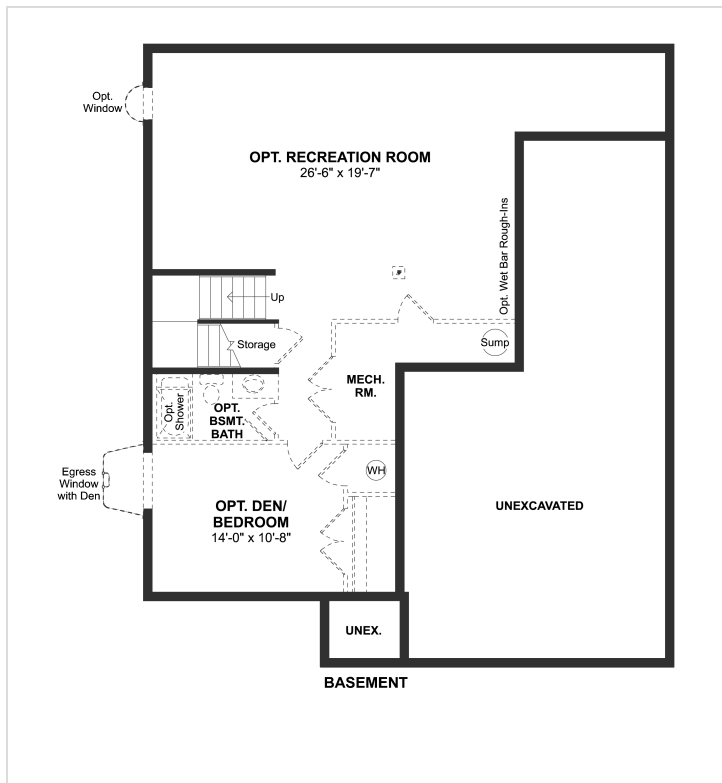 Opt.
Window
OPT. RECREATION ROOM
26'-6" x 19'-7"
Opt. Wet Bar Rough-Ins
Up
Storage
Sump
MECH.
RM.
Opt.
Shower
OPT.
BSMT.
BATH
Egress
Window
with Den
WH
OPT. DEN/
BEDROOM
14'-0" x 10'-8"
UNEXCAVATED
UNEX.
BASEMENT